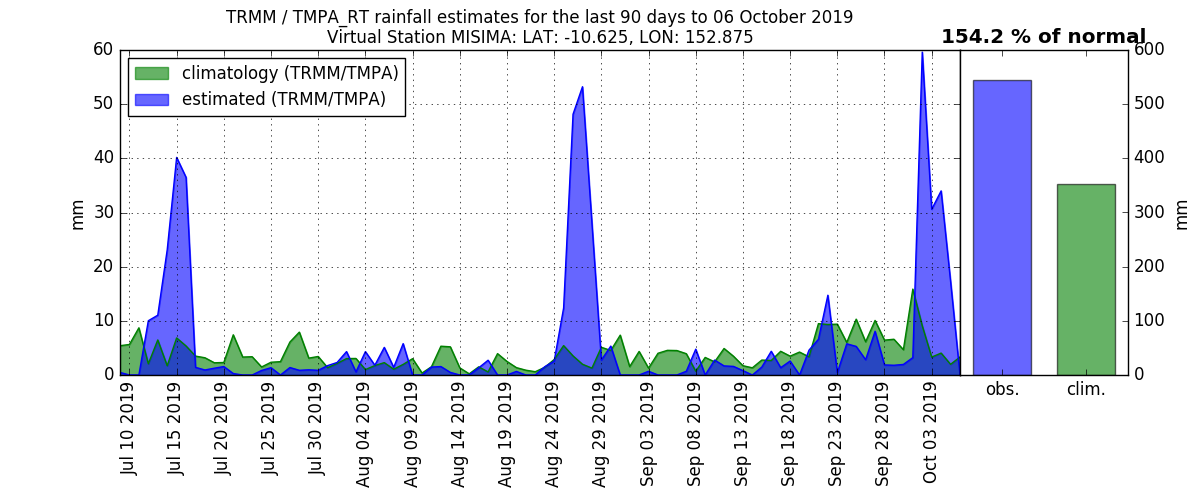 TRMM / TMPA_RT rainfall estimates for the last 90 days to 06 October 2019
Virtual Station MISIMA: LAT: -10.625, LON: 152.875
154.2 % of normal
climatology (TRMM/TMPA)
estimated (TRMM/TMPA)
mm
60
50
40
30
20
10
0
Jul 10 2019
Jul 15 2019
Jul 20 2019
Jul 25 2019
Jul 30 2019
Aug 04 2019
Aug 09 2019
Aug 14 2019
Aug 19 2019
Aug 24 2019
Aug 29 2019
Sep 03 2019
Sep 08 2019
Sep 13 2019
Sep 18 2019
Sep 23 2019
Sep 28 2019
Oct 03 2019
obs.
clim.
600
500
400
300
200
100
0
mm